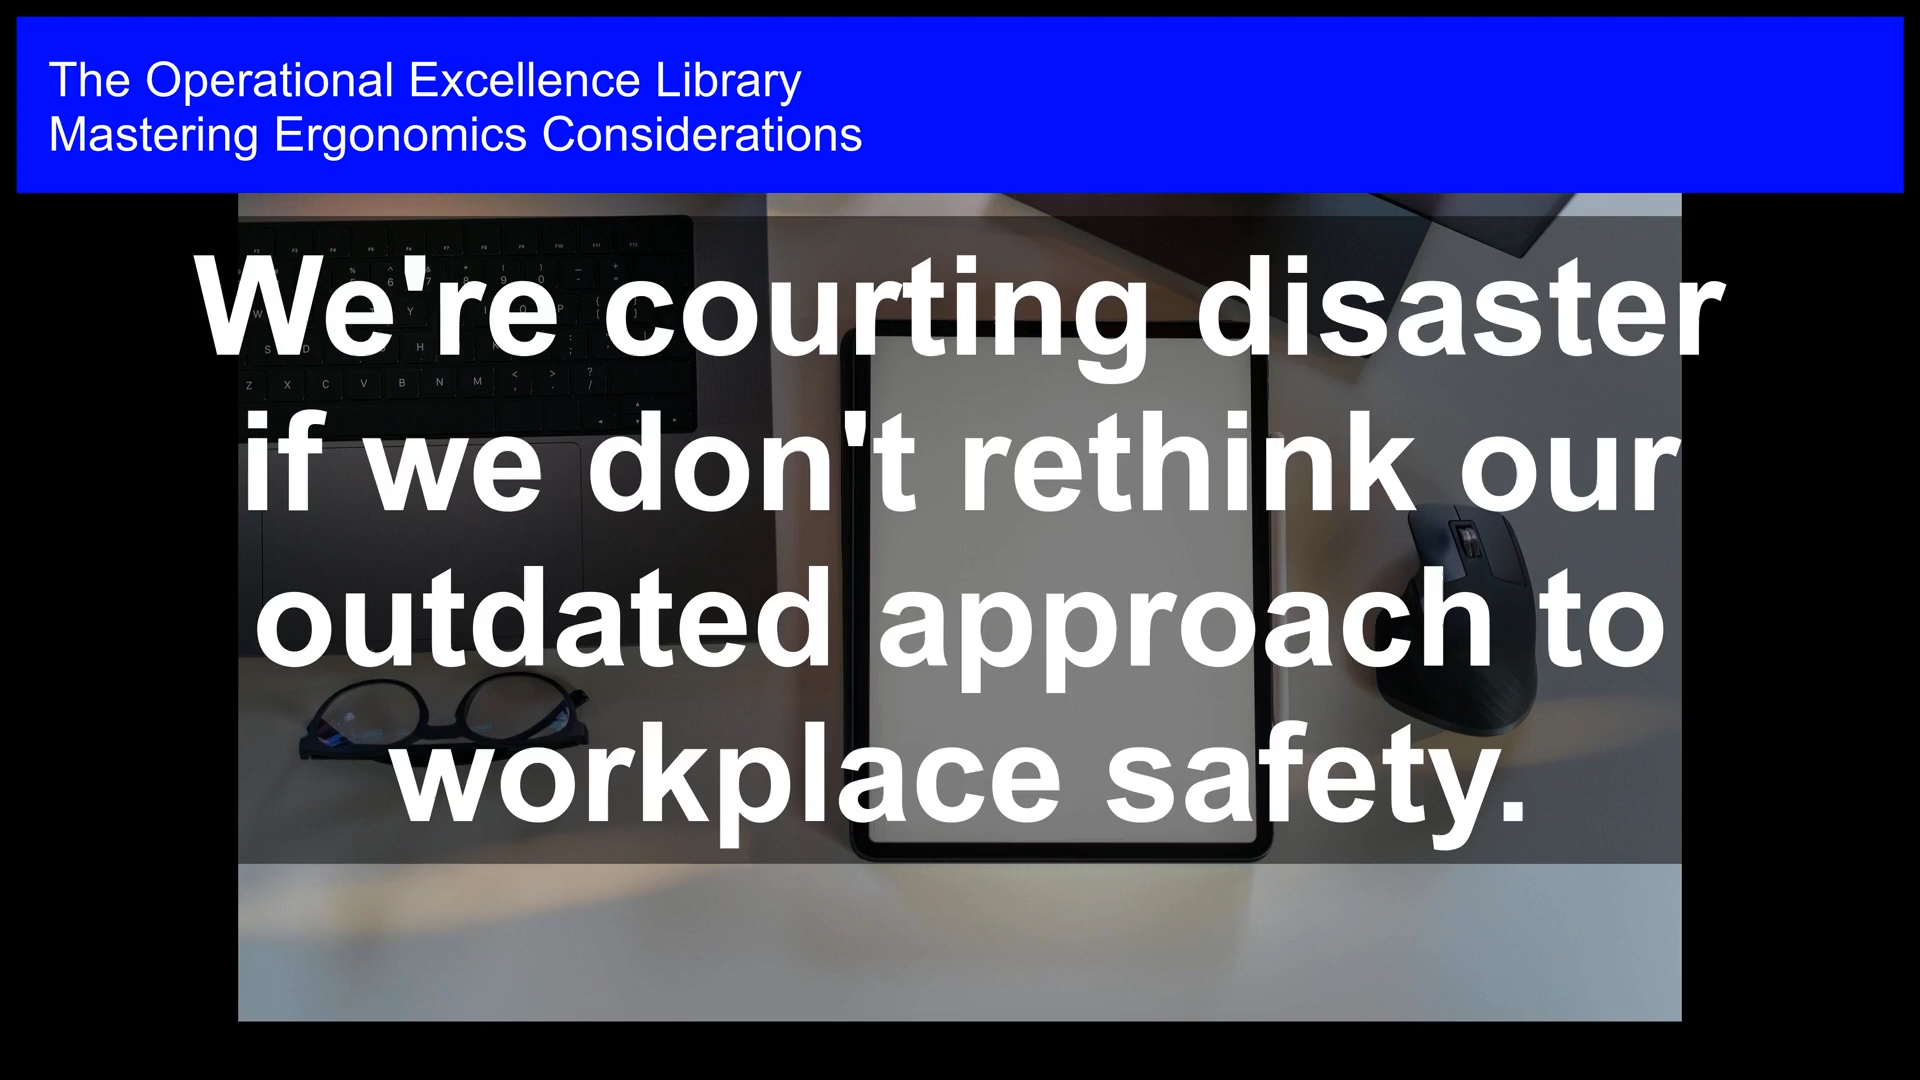 The Operational Excellence Library
Mastering Ergonomics Considerations
We're courting disaster
if we don't rethink our
outdated approach to
workplace safety.